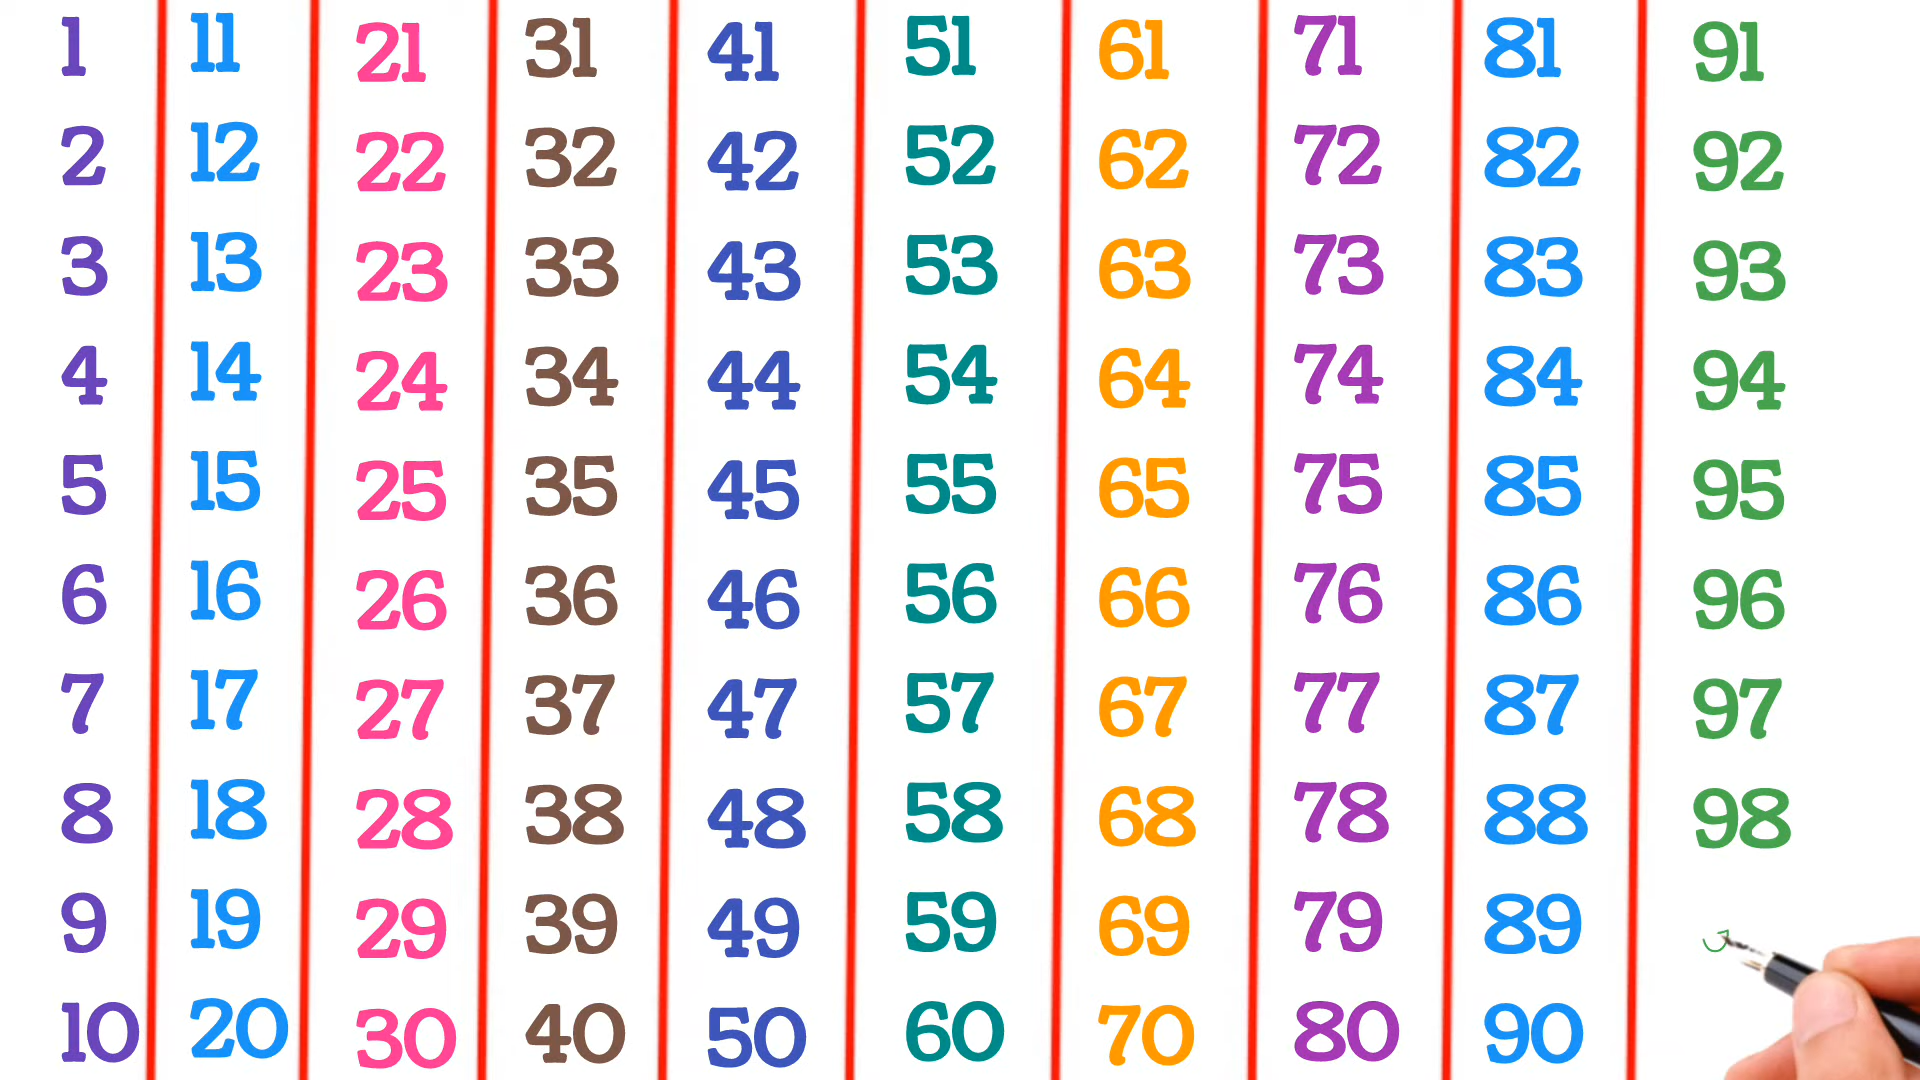 1 11 21 31 41 51 61 71 81 91
2 12 22 32 42 52 62 72 82 92
3 13 23 33 43 53 63 73 83 93
4 14 24 34 44 54 64 74 84 94
5 15 25 35 45 55 65 75 85 95
6 16 26 36 46 56 66 76 86 96
7 17 27 37 47 57 67 77 87 97
8 18 28 38 48 58 68 78 88 98
9 19 29 39 49 59 69 79 89
10 20 30 40 50 60 70 80 90